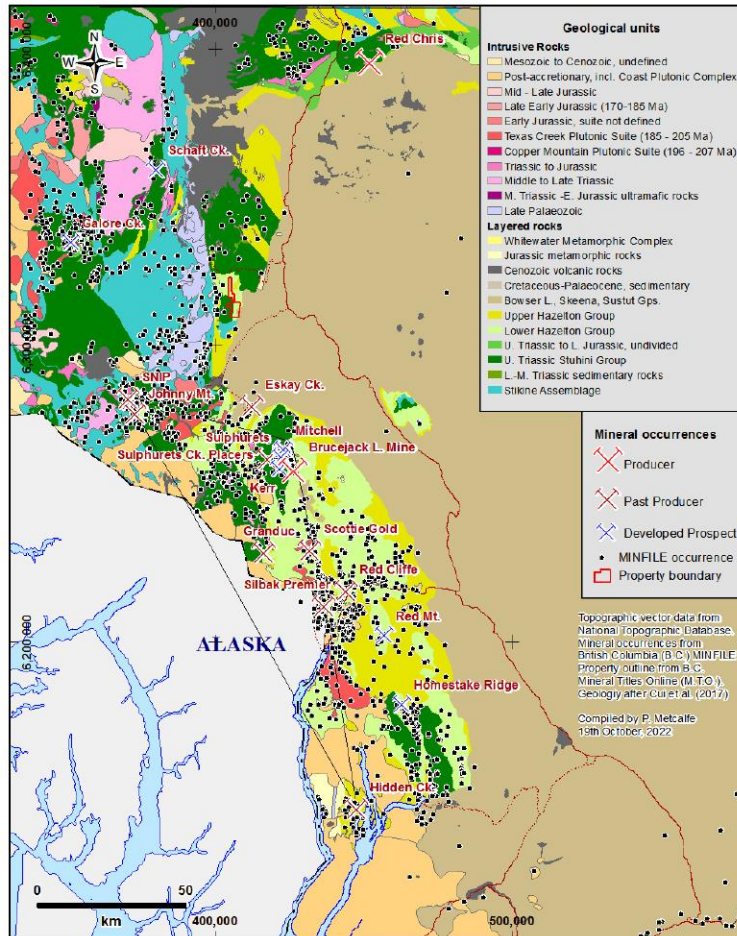 400,000
Red Chris
N
W E
S
6,400,000
Schaft Ck.
Galore Ck.
6,300,000
SNIP
Johnny Mt.
Eskay Ck.
Sulphurets
Mitchell
Sulphurets Ck. Placers
Brucejack L. Mine
Kerr
Scottie Gold
Granduc
Red Cliffe
Silbak Premier
ALASKA
Red Mt.
6,200,000
Homestake Ridge
Hidden Ck.
0 50
km
400,000
500,000
Geological units
Intrusive Rocks
Mesozoic to Cenozoic, undefined
Post-accretionary, incl. Coast Plutonic Complex
Mid - Late Jurassic
Late Early Jurassic (170-185 Ma)
Early Jurassic, suite not defined
Texas Creek Plutonic Suite (185 - 205 Ma)
Copper Mountain Plutonic Suite (196 - 207 Ma)
Triassic to Jurassic
Middle to Late Triassic
M. Triassic -E. Jurassic ultramafic rocks
Late Palaeozoic
Layered rocks
Whitewater Metamorphic Complex
Jurassic metamorphic rocks
Cenozoic volcanic rocks
Cretaceous-Palaeocene, sedimentary
Bowser L., Skeena, Sustut Gps.
Upper Hazelton Group
Lower Hazelton Group
U. Triassic to L. Jurassic, undivided
U. Triassic Stuhini Group
L.-M. Triassic sedimentary rocks
Stikine Assemblage
Mineral occurrences
Producer
Past Producer
Developed Prospect
MINFILE occurrence
Property boundary
Topographic vector data from
National Topographic Database.
Mineral occurrences from
British Columbia (B.C.) MINFILE
Property outline from B.C.
Mineral Titles Online (M.T.O.).
Geology after Cui et al. (2017)
Compiled by P. Metcalfe
19th October, 2022